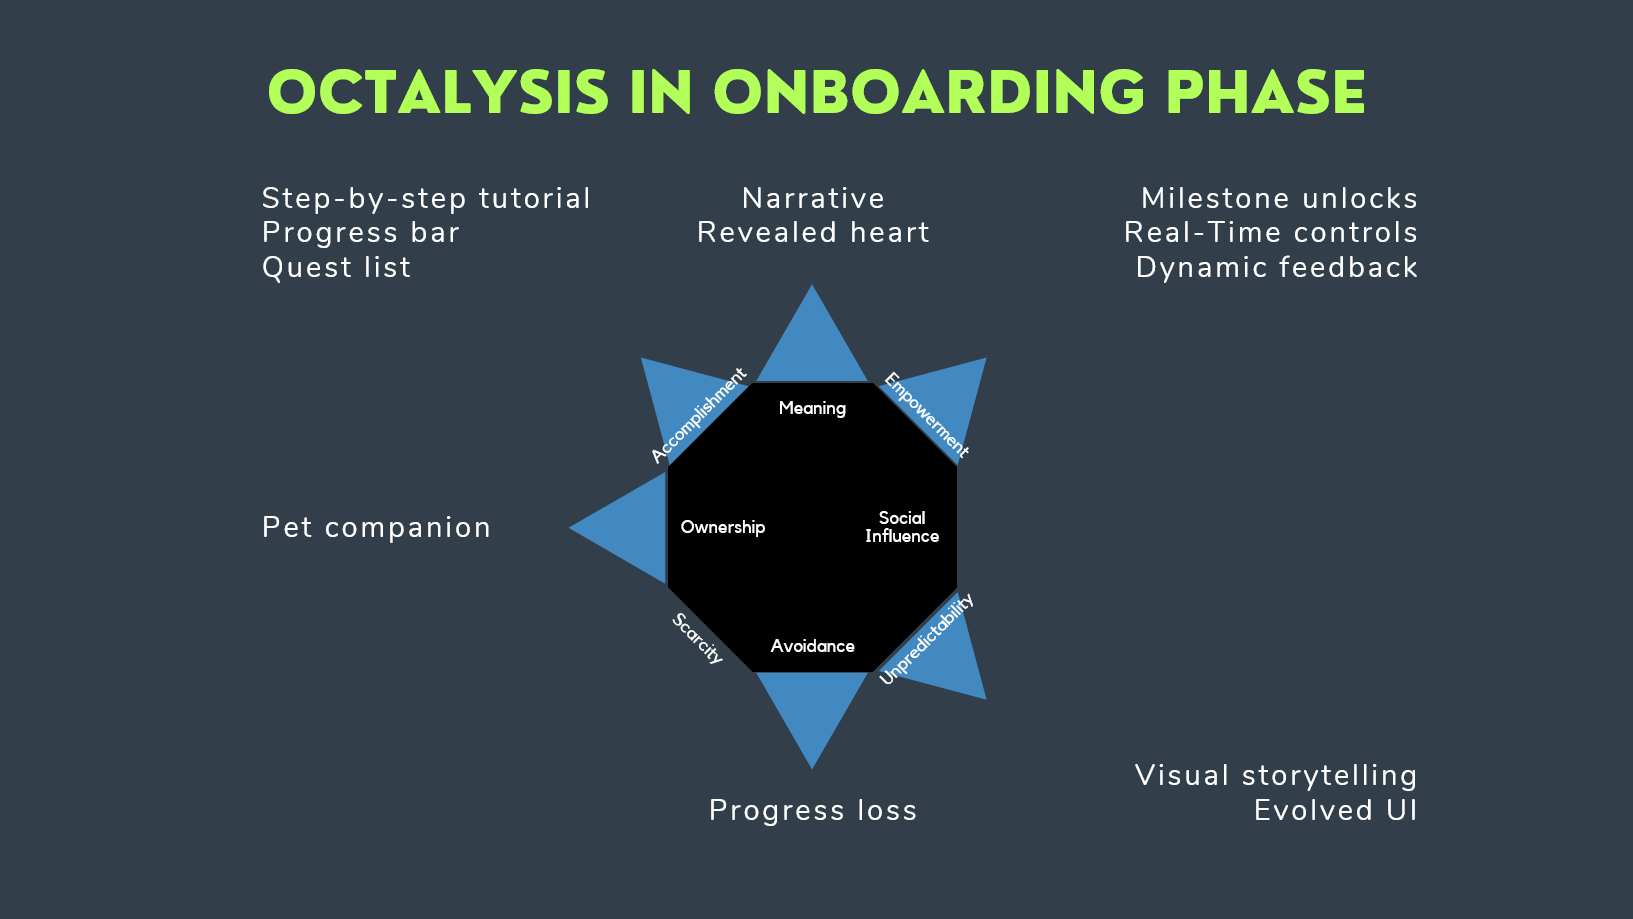 OCTALYSIS IN ONBOARDING PHASE
Step-by-step tutorial
Progress bar
Quest list
Narrative
Revealed heart
Milestone unlocks
Real-Time controls
Dynamic feedback
Accomplishment
Meaning
Empowerment
Pet companion
Ownership
Social
Influence
Scarcity
Avoidance
Unpredictability
Progress loss
Visual storytelling
Evolved UI